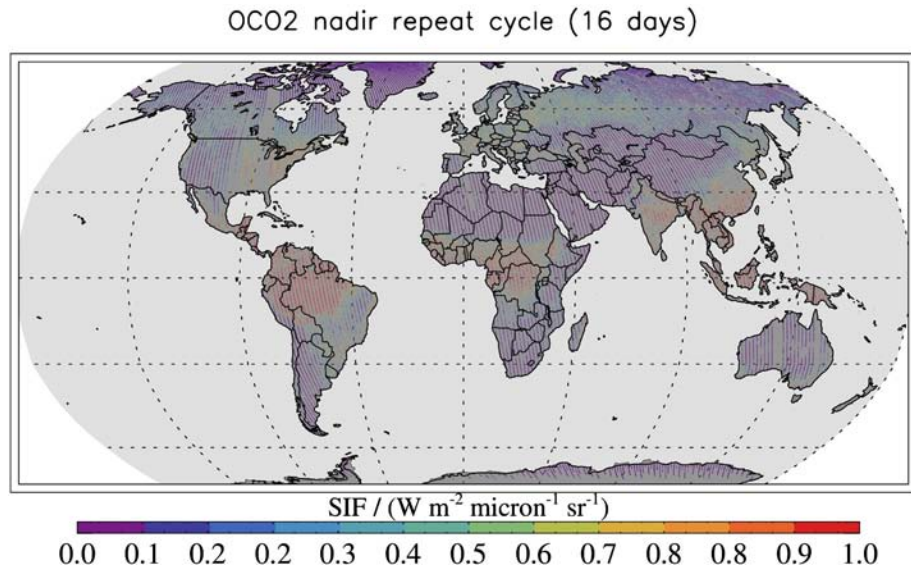 OCO2 nadir repeat cycle (16 days)
SIF / (W m⁻² micron⁻¹ sr⁻¹)
0.0 0.1 0.2 0.2 0.3 0.4 0.5 0.6 0.7 0.8 0.8 0.9 1.0